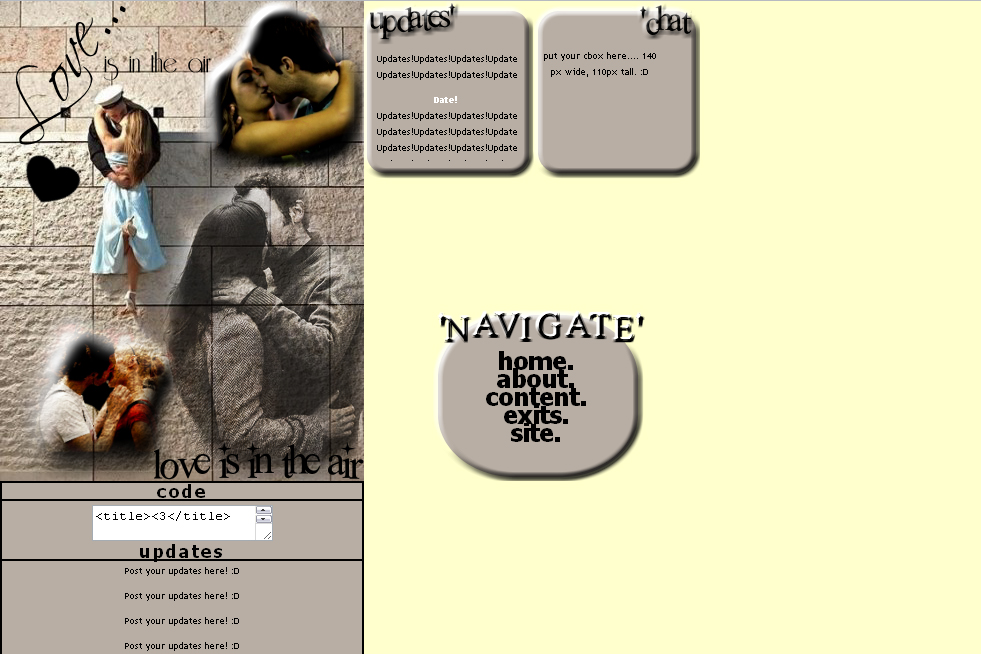 Love...
is in the air
love is in the air
code
<title><3</title>
updates
Post your updates here! :D
Post your updates here! :D
Post your updates here! :D
Post your updates here! :D
updates'
Updates!Updates!Updates!Update
Updates!Updates!Updates!Update
Date!
Updates!Updates!Updates!Update
Updates!Updates!Updates!Update
Updates!Updates!Updates!Update
'chat
put your cbox here.... 140
px wide, 110px tall. :D
'NAVIGATE'
home.
about.
content.
exits.
site.